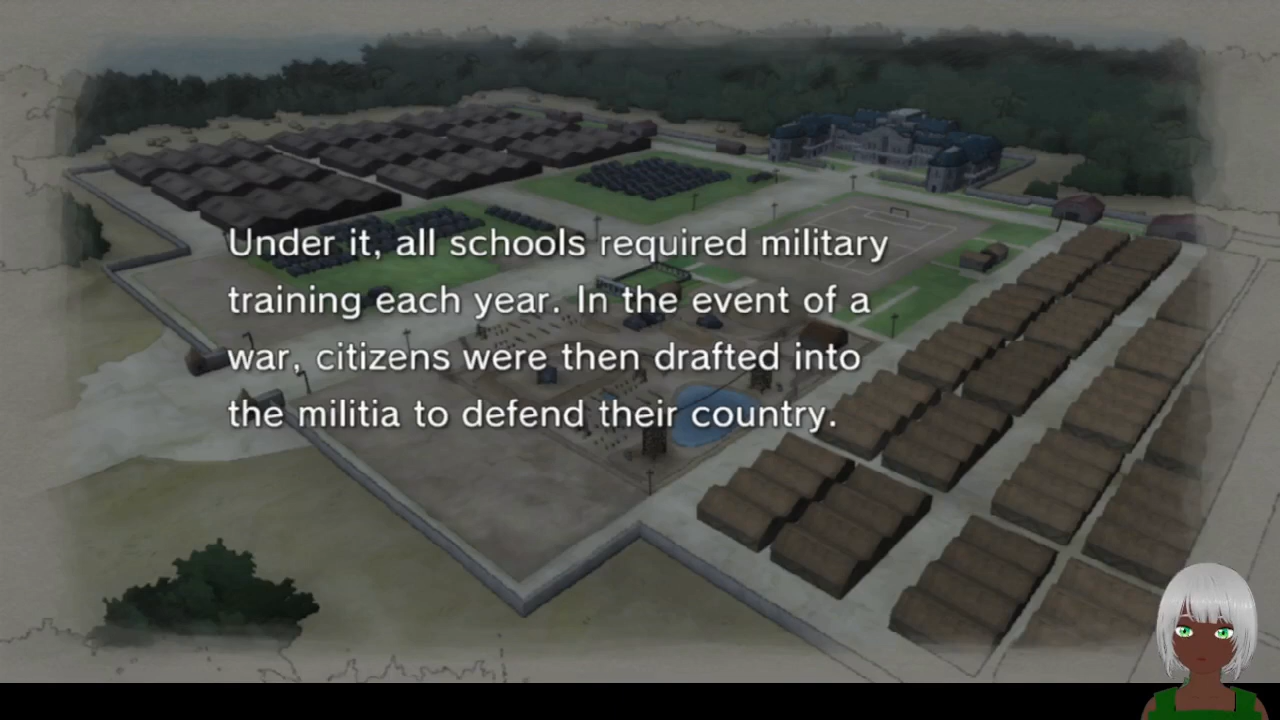 Under it, all schools required military
training each year. In the event of a
war, citizens were then drafted into
the militia to defend their country.